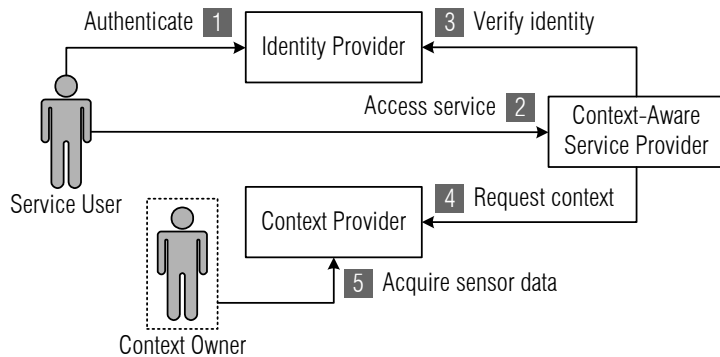 Authenticate 1
3 Verify identity
Identity Provider
Access service 2
Context-Aware
Service Provider
Service User
4 Request context
Context Provider
5 Acquire sensor data
Context Owner